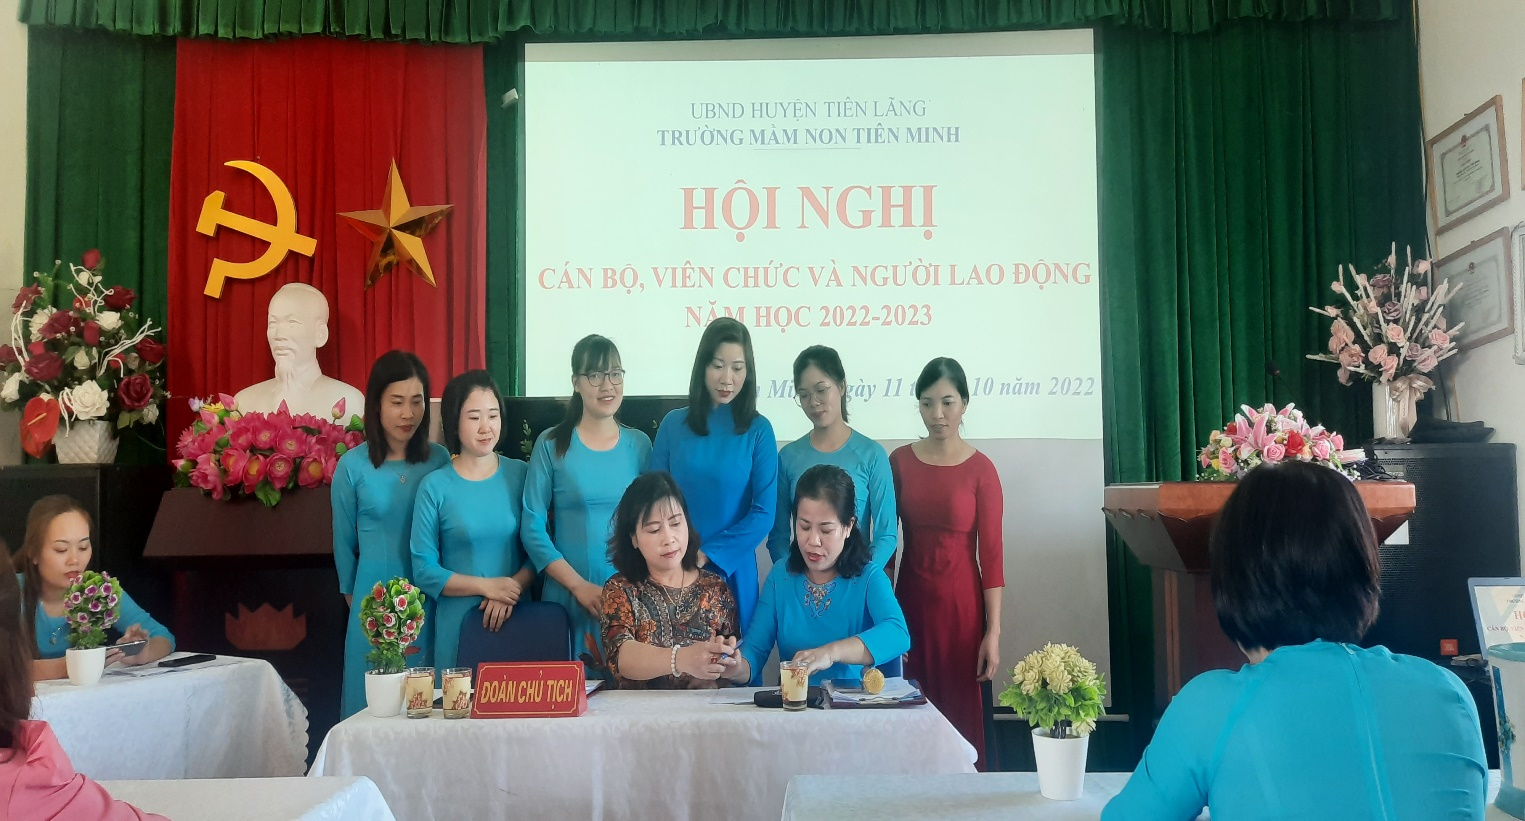 UBND HUYỆN TIÊN LÃNG
TRƯỜNG MẦM NON TIÊN MINH
HỘI NGHỊ
CÁN BỘ, VIÊN CHỨC VÀ NGƯỜI LAO ĐỘNG
NĂM HỌC 2022-2023
ngày 11 10 năm 2022
ĐOÀN CHỦ TỊCH